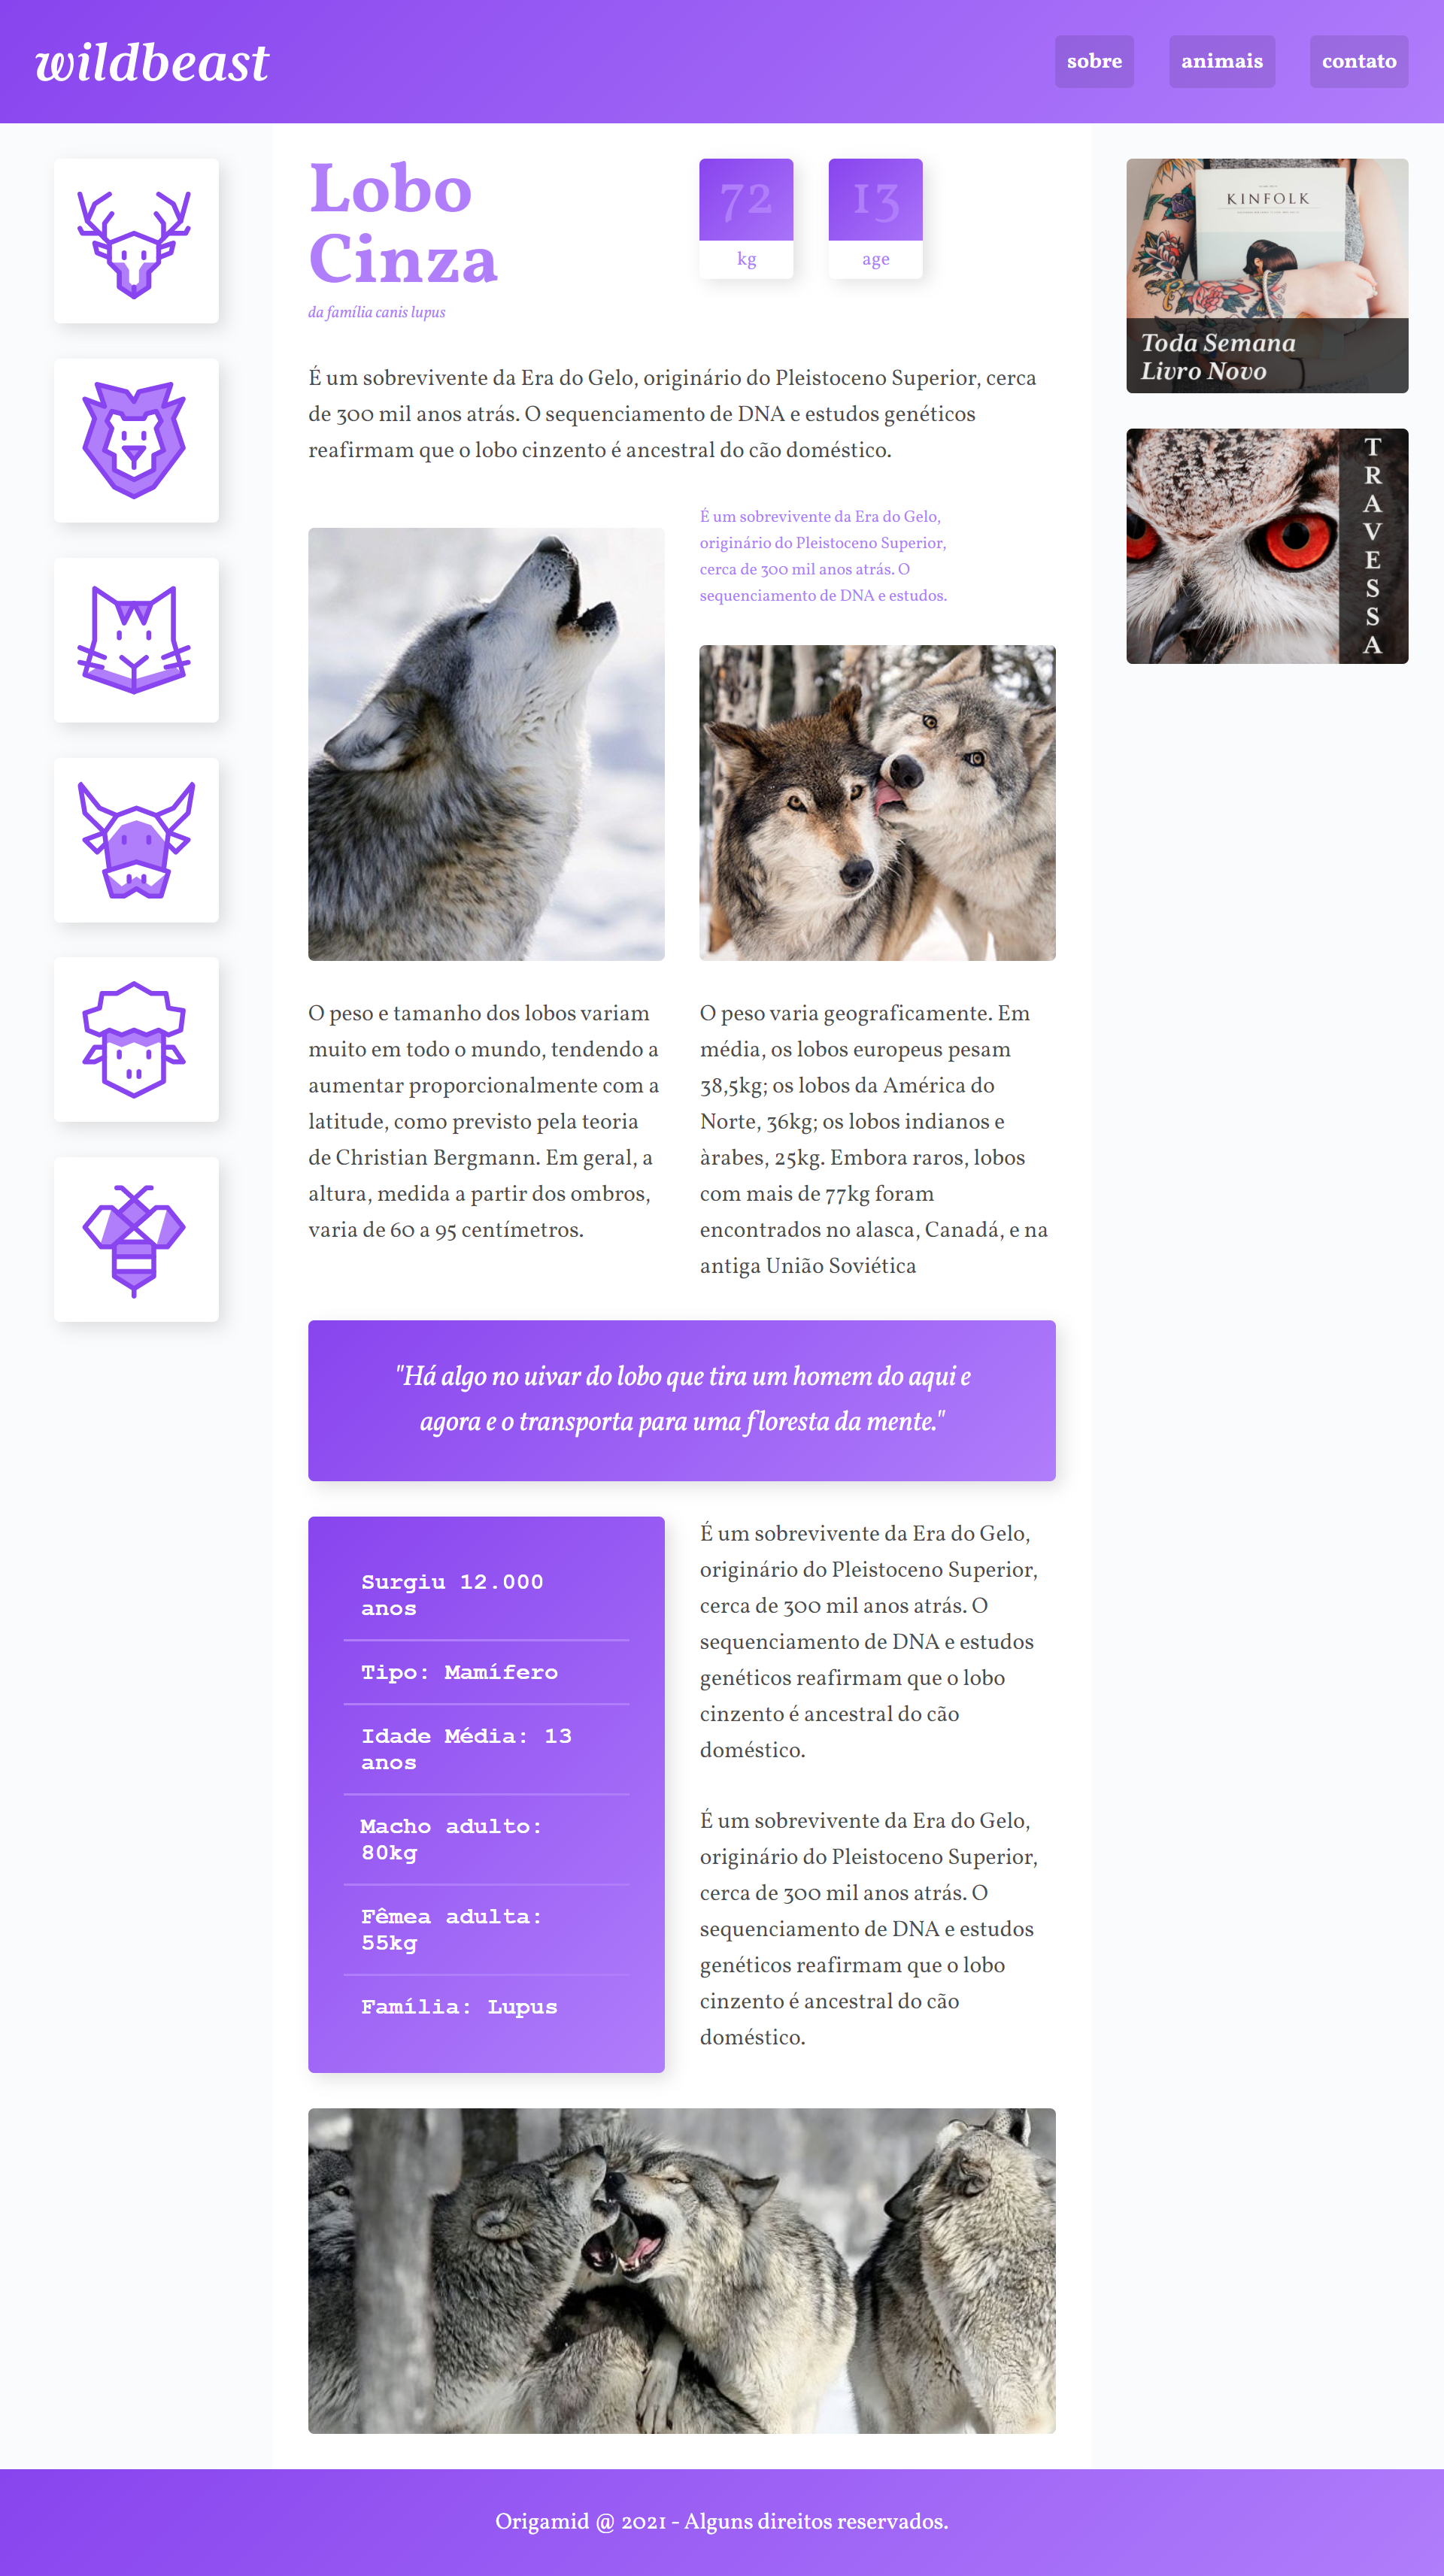 wildbeast
sobre
animais
contato
Lobo
Cinza
da família canis lupus
72
kg
13
age
É um sobrevivente da Era do Gelo, originário do Pleistoceno Superior, cerca
de 300 mil anos atrás. O sequenciamento de DNA e estudos genéticos
reafirmam que o lobo cinzento é ancestral do cão doméstico.
É um sobrevivente da Era do Gelo,
originário do Pleistoceno Superior,
cerca de 300 mil anos atrás. O
sequenciamento de DNA e estudos.
O peso e tamanho dos lobos variam
muito em todo o mundo, tendendo a
aumentar proporcionalmente com a
latitude, como previsto pela teoria
de Christian Bergmann. Em geral, a
altura, medida a partir dos ombros,
varia de 60 a 95 centímetros.
O peso varia geograficamente. Em
média, os lobos europeus pesam
38,5kg; os lobos da América do
Norte, 36kg; os lobos indianos e
àrabes, 25kg. Embora raros, lobos
com mais de 77kg foram
encontrados no alasca, Canadá, e na
antiga União Soviética
"Há algo no uivar do lobo que tira um homem do aqui e
agora e o transporta para uma floresta da mente."
Surgiu 12.000
anos
Tipo: Mamífero
Idade Média: 13
anos
Macho adulto:
80kg
Fêmea adulta:
55kg
Família: Lupus
É um sobrevivente da Era do Gelo,
originário do Pleistoceno Superior,
cerca de 300 mil anos atrás. O
sequenciamento de DNA e estudos
genéticos reafirmam que o lobo
cinzento é ancestral do cão
doméstico.
É um sobrevivente da Era do Gelo,
originário do Pleistoceno Superior,
cerca de 300 mil anos atrás. O
sequenciamento de DNA e estudos
genéticos reafirmam que o lobo
cinzento é ancestral do cão
doméstico.
KINFOLK
Toda Semana
Livro Novo
TRAVESSA
Origamid @ 2021 - Alguns direitos reservados.